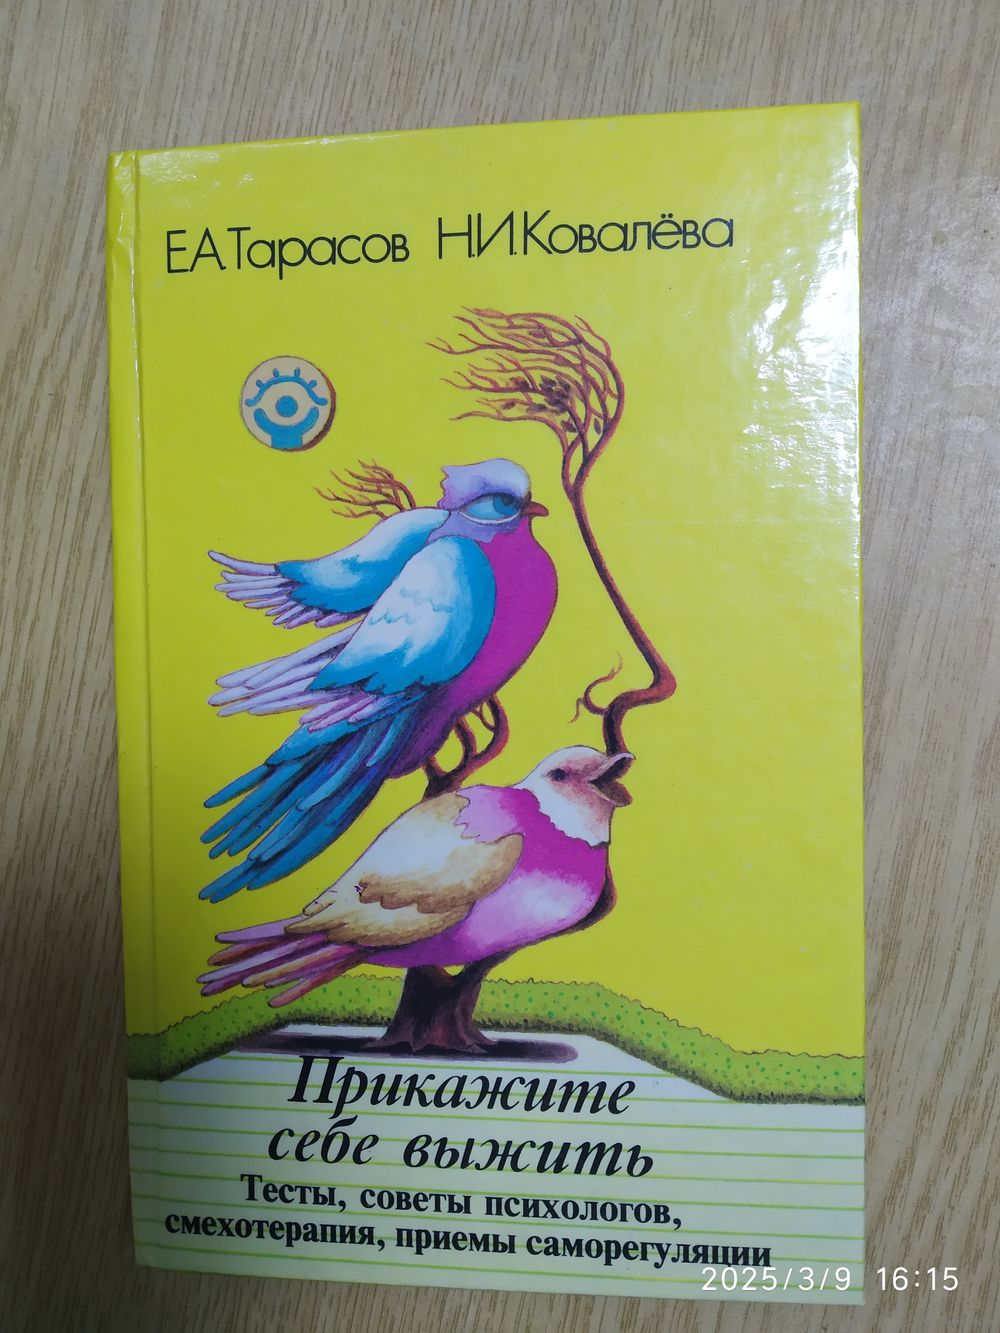 Е.А.Тарасов Н.И.Ковалёва
Прикажите
себе выжить
Тесты, советы психологов,
смехотерапия, приемы саморегуляции
2025/3/9 16:15